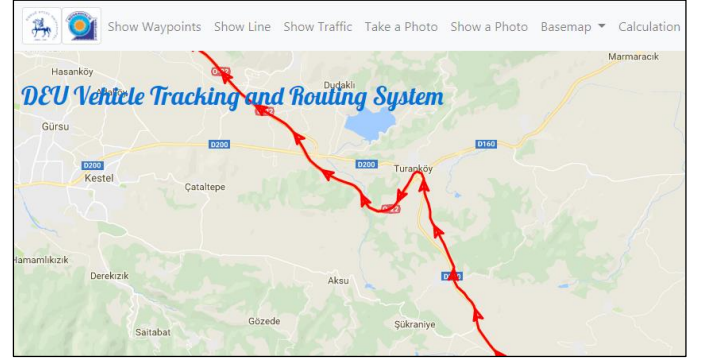 Show Waypoints Show Line Show Traffic Take a Photo Show a Photo Basemap Calculation
Marmaracık
Hasanköy
Dudaklı
DEU Vehicle Tracking and Routing System
Gürsu
D200
D160
D200
D200
Turanköy
Kestel
Çataltepe
Hamamlıkızık
Derekızık
Aksu
Gözede
Şükraniye
Saitabat